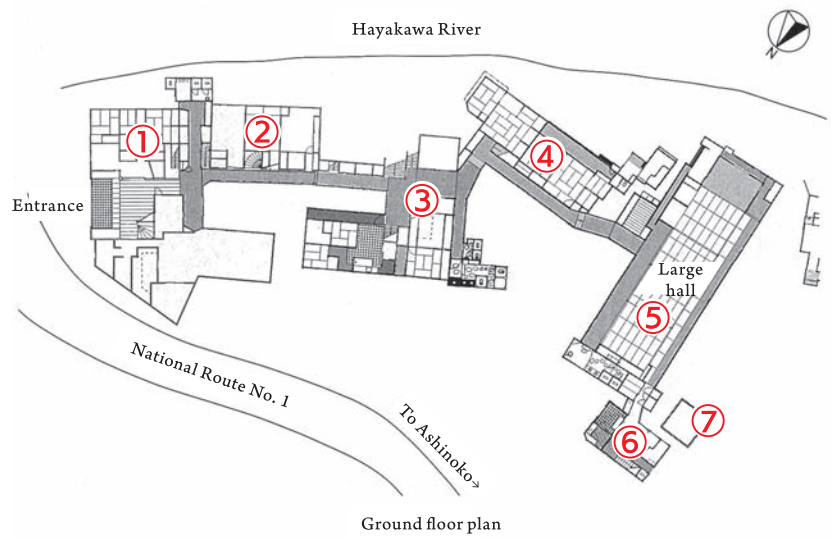 Hayakawa River
N
①
②
④
Entrance
③
Large
hall
⑤
National Route No. 1
To Ashinoko→
⑦
⑥
Ground floor plan